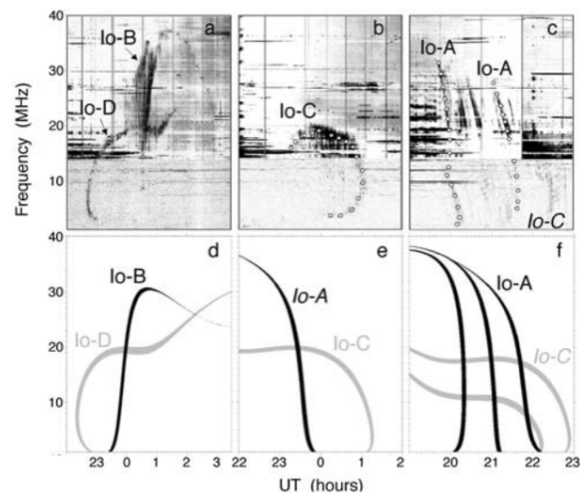 a b c
40
30
20
10
Frequency (MHz)
Io-B
Io-D
Io-C
Io-A
Io-A
Io-C
d e f
40
30
20
10
Io-B
Io-D
Io-A
Io-C
Io-A
Io-C
23 0 1 2 3 22 23 0 1 2 20 21 22 23
UT (hours)